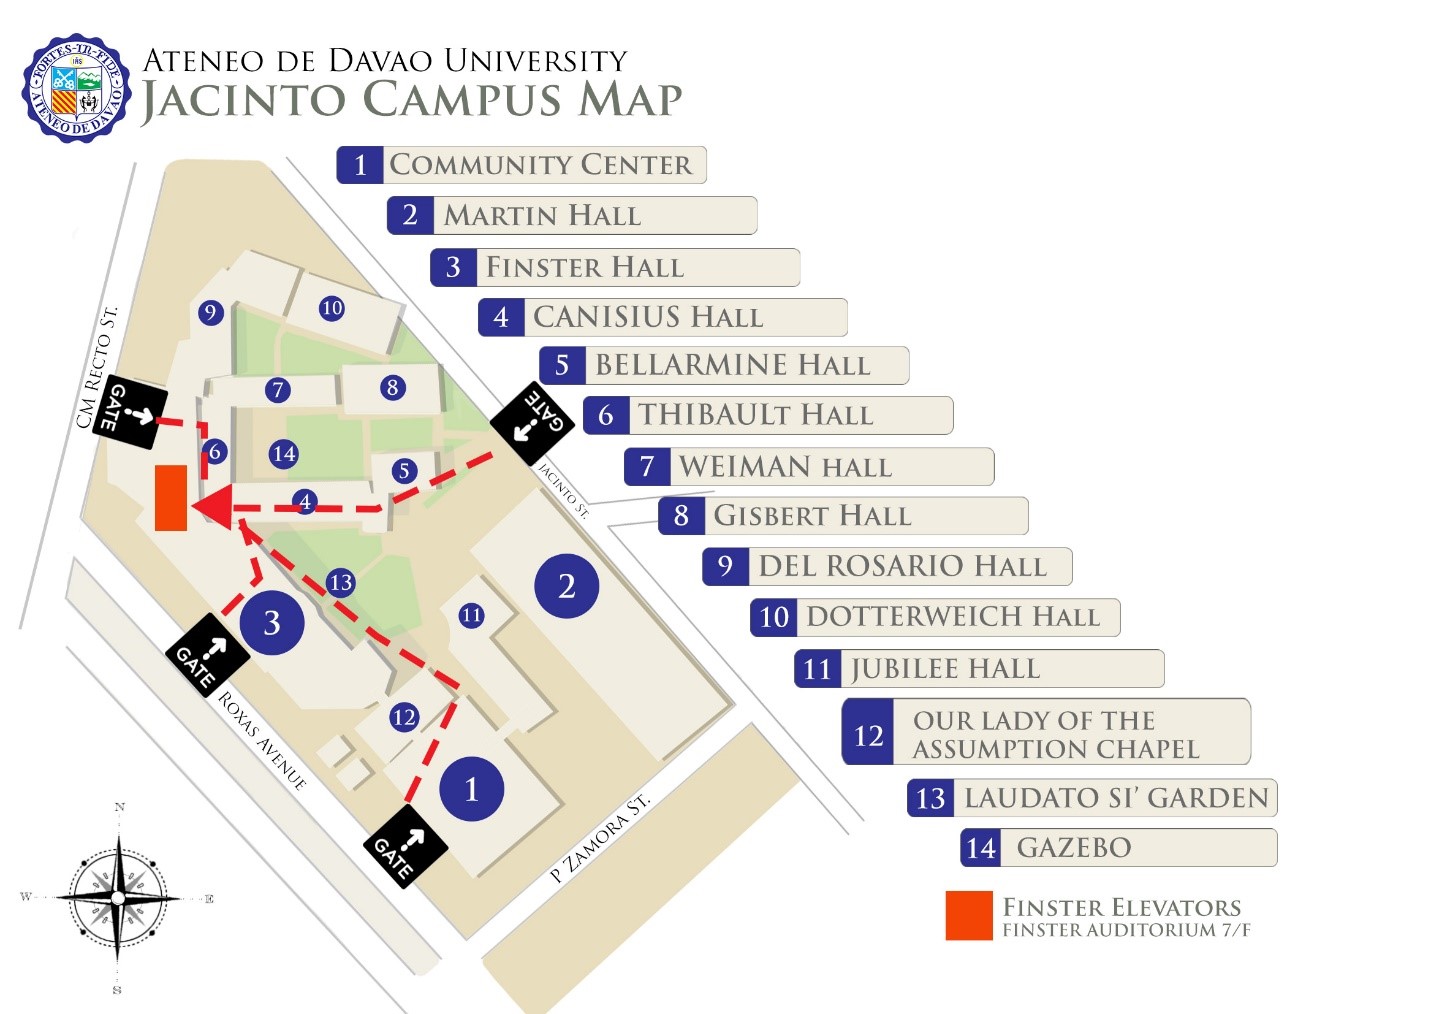 FORTES·IN·FIDE
IHS
ATENEO DE DAVAO
ATENEO DE DAVAO UNIVERSITY
JACINTO CAMPUS MAP
1 COMMUNITY CENTER
2 MARTIN HALL
3 FINSTER HALL
4 CANISIUS HALL
5 BELLARMINE HALL
6 THIBAULT HALL
7 WEIMAN HALL
8 GISBERT HALL
9 DEL ROSARIO HALL
10 DOTTERWEICH HALL
11 JUBILEE HALL
12 OUR LADY OF THE
ASSUMPTION CHAPEL
13 LAUDATO SI' GARDEN
14 GAZEBO
FINSTER ELEVATORS
FINSTER AUDITORIUM 7/F
9
10
CM RECTO ST.
7
8
GATE
GATE
6
14
5
4
JACINTO ST.
13
2
11
3
GATE
ROXAS AVENUE
12
1
GATE
P ZAMORA ST.
N
W
E
S